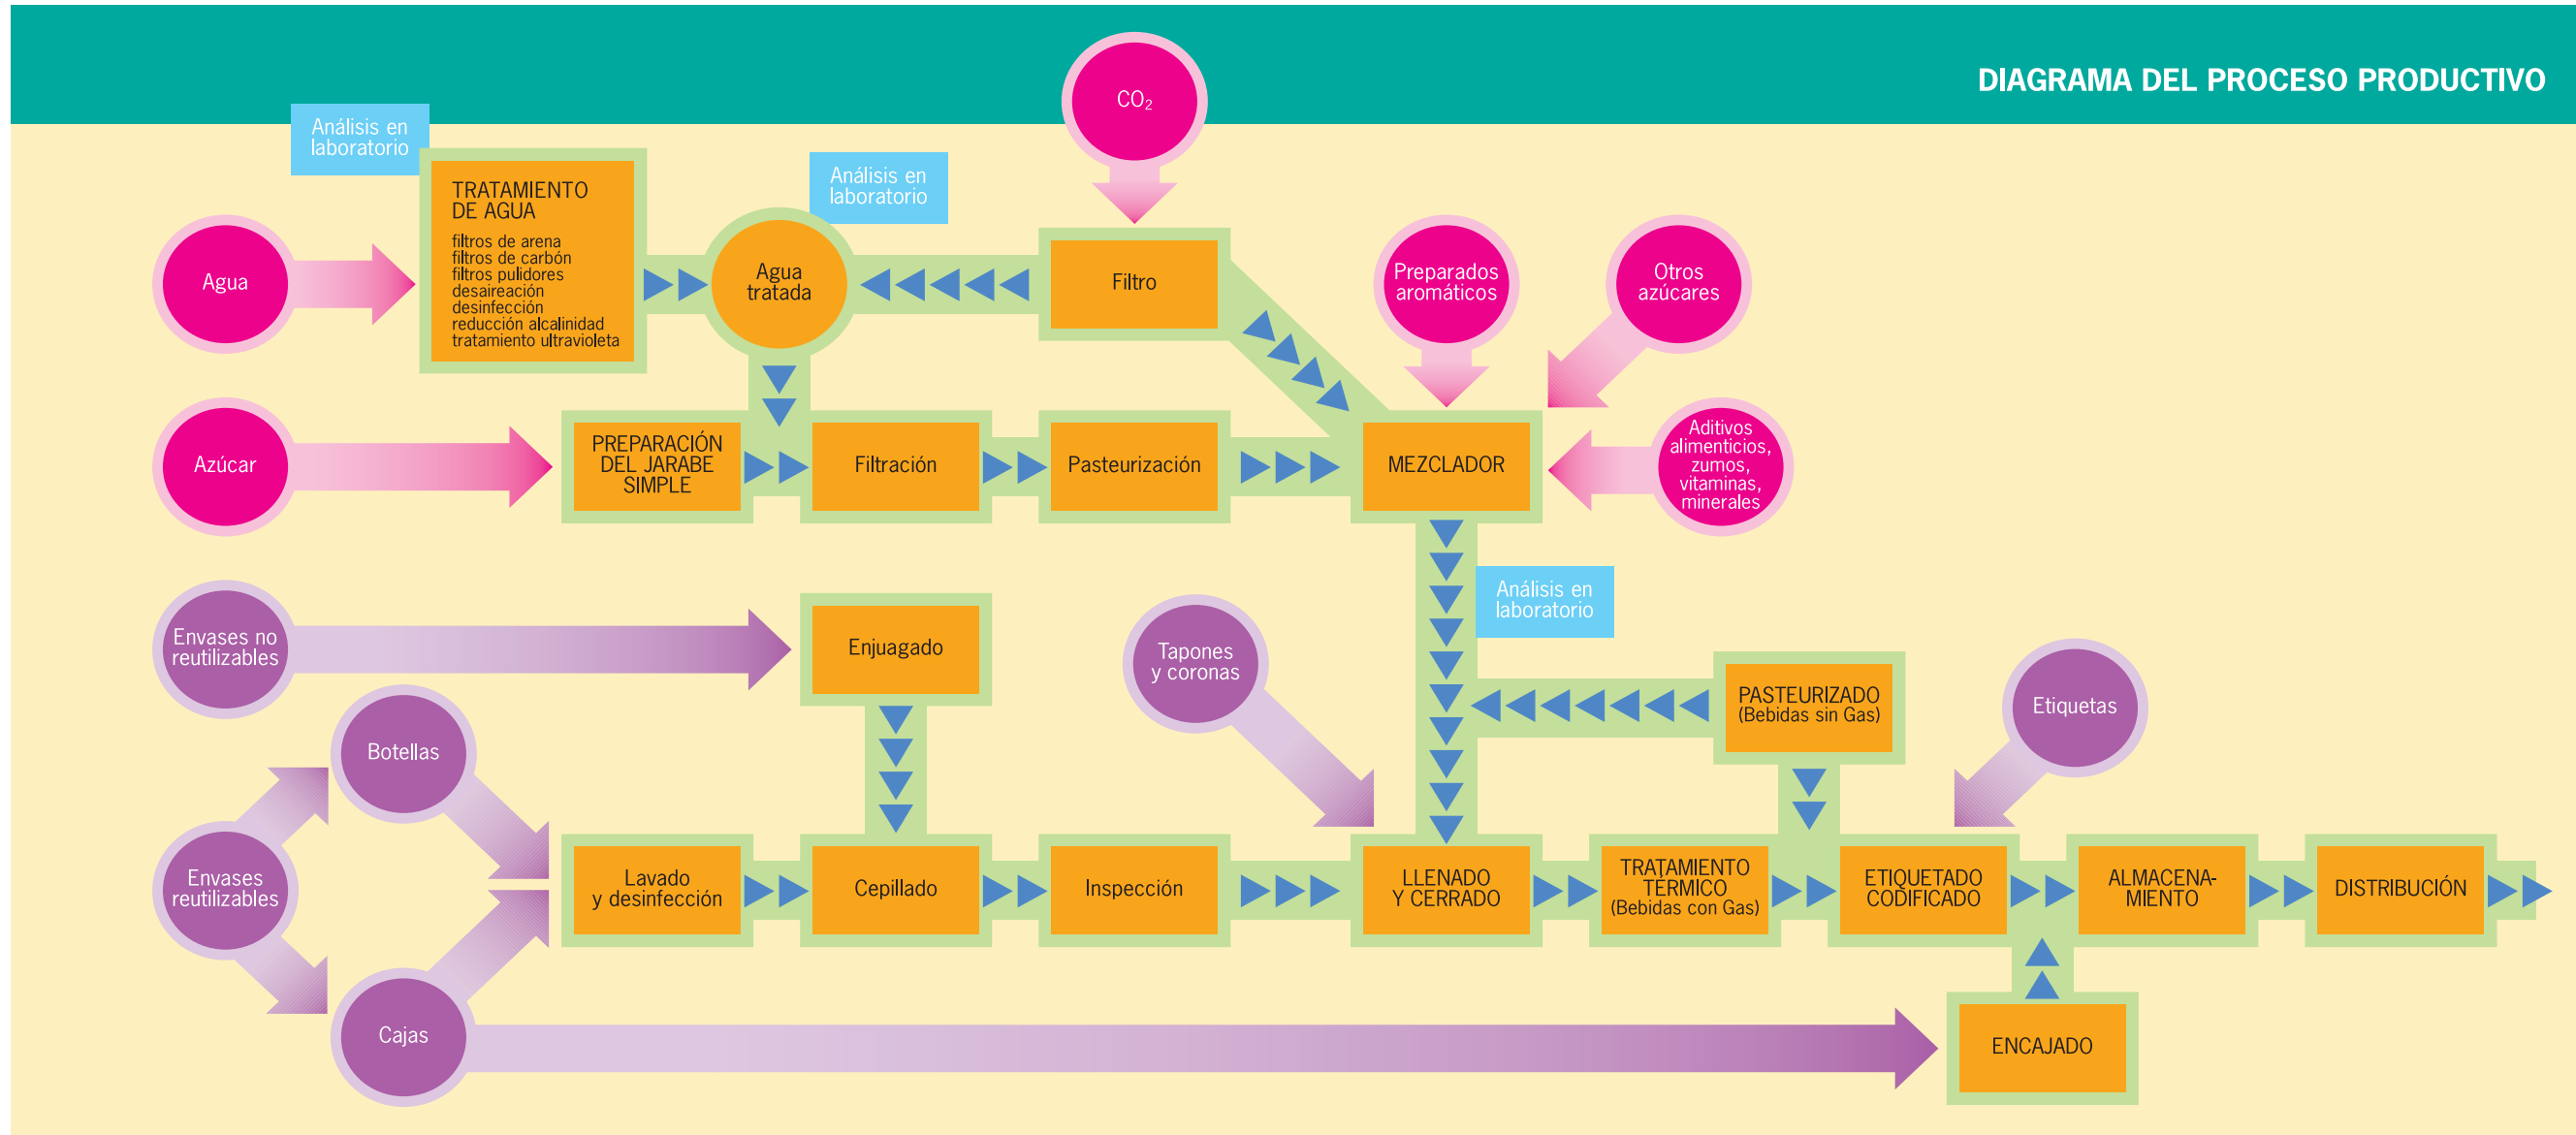 DIAGRAMA DEL PROCESO PRODUCTIVO
CO₂
Análisis en
laboratorio
TRATAMIENTO
DE AGUA
filtros de arena
filtros de carbón
filtros pulidores
desaireación
desinfección
reducción alcalinidad
tratamiento ultravioleta
Análisis en
laboratorio
Agua
Agua
tratada
Filtro
Preparados
aromáticos
Otros
azúcares
Azúcar
PREPARACIÓN
DEL JARABE
SIMPLE
Filtración
Pasteurización
MEZCLADOR
Aditivos
alimenticios,
zumos,
vitaminas,
minerales
Análisis en
laboratorio
Envases no
reutilizables
Enjuagado
Tapones
y coronas
PASTEURIZADO
(Bebidas sin Gas)
Etiquetas
Botellas
Envases
reutilizables
Lavado
y desinfección
Cepillado
Inspección
LLENADO
Y CERRADO
TRATAMIENTO
TÉRMICO
(Bebidas con Gas)
ETIQUETADO
CODIFICADO
ALMACENA-
MIENTO
DISTRIBUCIÓN
Cajas
ENCAJADO